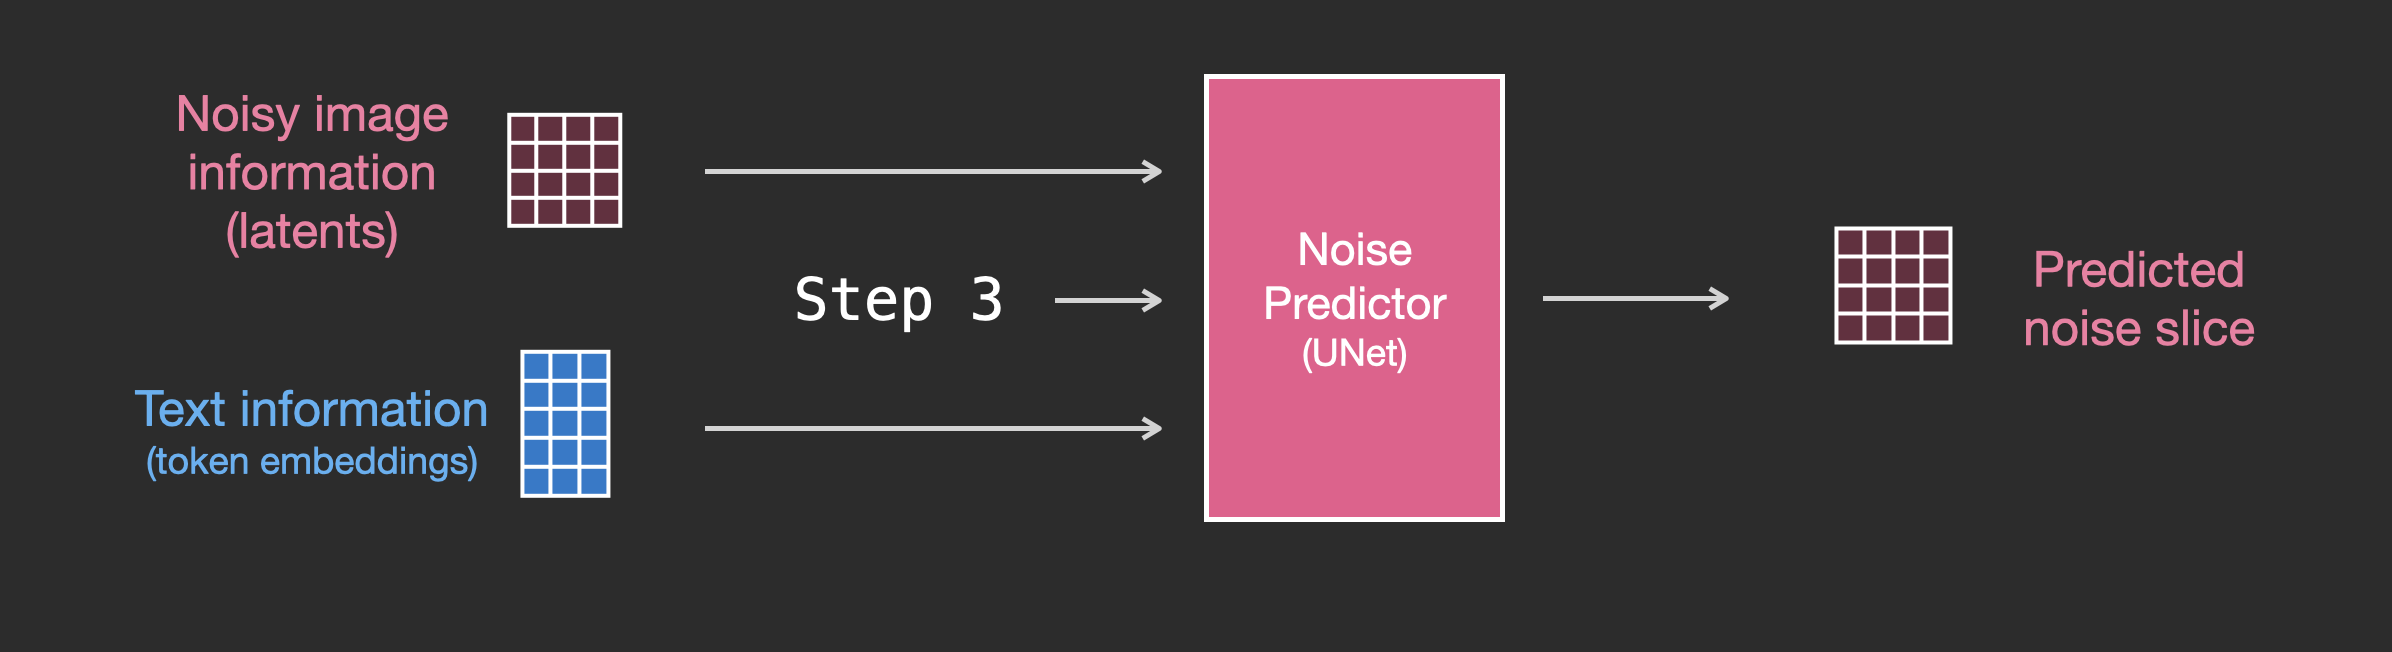 Noisy image
information
(latents)
Step 3
Text information
(token embeddings)
Noise
Predictor
(UNet)
Predicted
noise slice